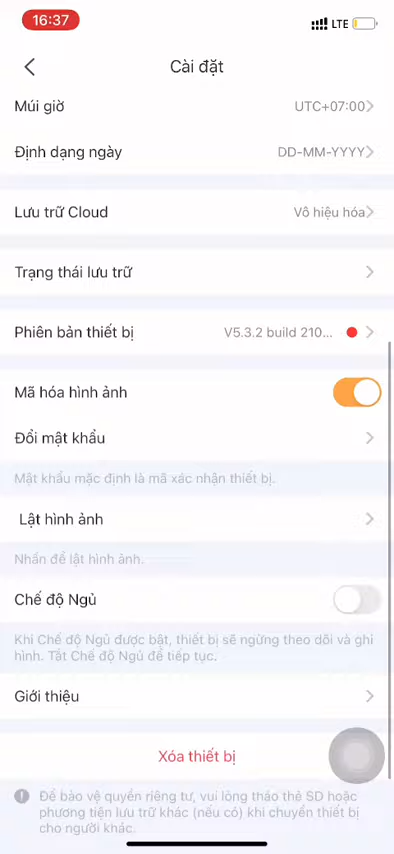 16:37
LTE
Cài đặt
Múi giờ UTC+07:00
Định dạng ngày DD-MM-YYYY
Lưu trữ Cloud Vô hiệu hóa
Trạng thái lưu trữ
Phiên bản thiết bị V5.3.2 build 210...
Mã hóa hình ảnh
Đổi mật khẩu
Mật khẩu mặc định là mã xác nhận thiết bị.
Lật hình ảnh
Nhấn để lật hình ảnh.
Chế độ Ngủ
Khi Chế độ Ngủ được bật, thiết bị sẽ ngừng theo dõi và ghi
hình. Tắt Chế độ Ngủ để tiếp tục.
Giới thiệu
Xóa thiết bị
Để bảo vệ quyền riêng tư, vui lòng tháo thẻ SD hoặc
phương tiện lưu trữ khác (nếu có) khi chuyển thiết bị
cho người khác.